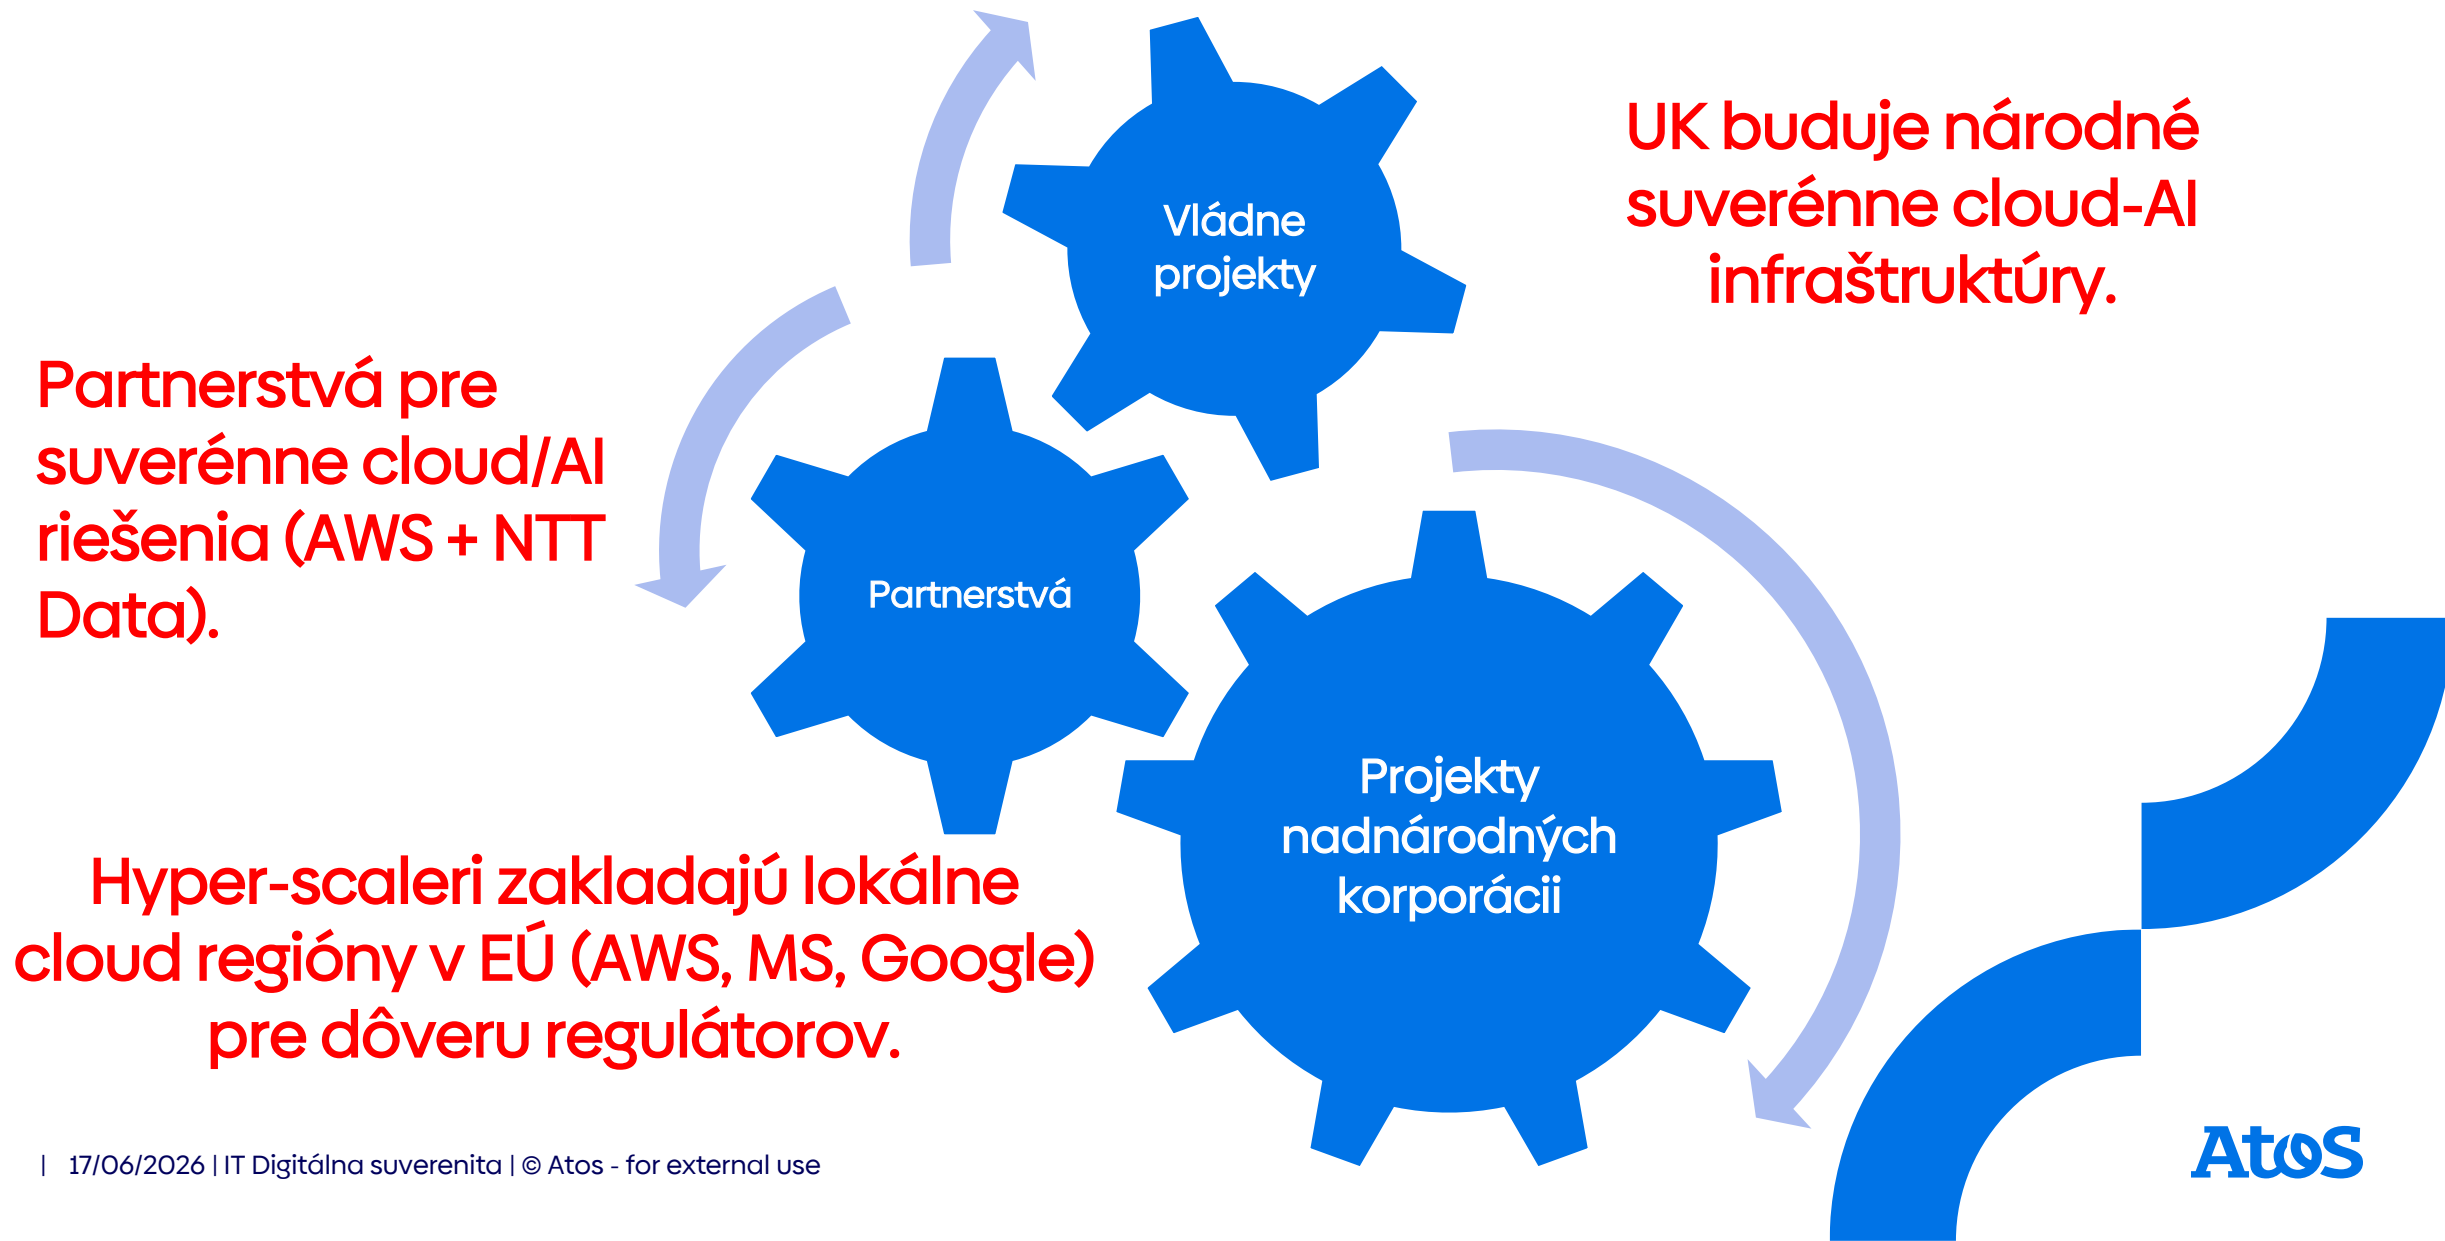 Vládne
projekty
UK buduje národné
suverénne cloud-AI
infraštruktúry.
Partnerstvá pre
suverénne cloud/AI
riešenia (AWS + NTT
Data).
Partnerstvá
Projekty
nadnárodných
korporácii
Hyper-scaleri zakladajú lokálne
cloud regióny v EÚ (AWS, MS, Google)
pre dôveru regulátorov.
| 17/06/2026 | IT Digitálna suverenita | © Atos - for external use
Atos